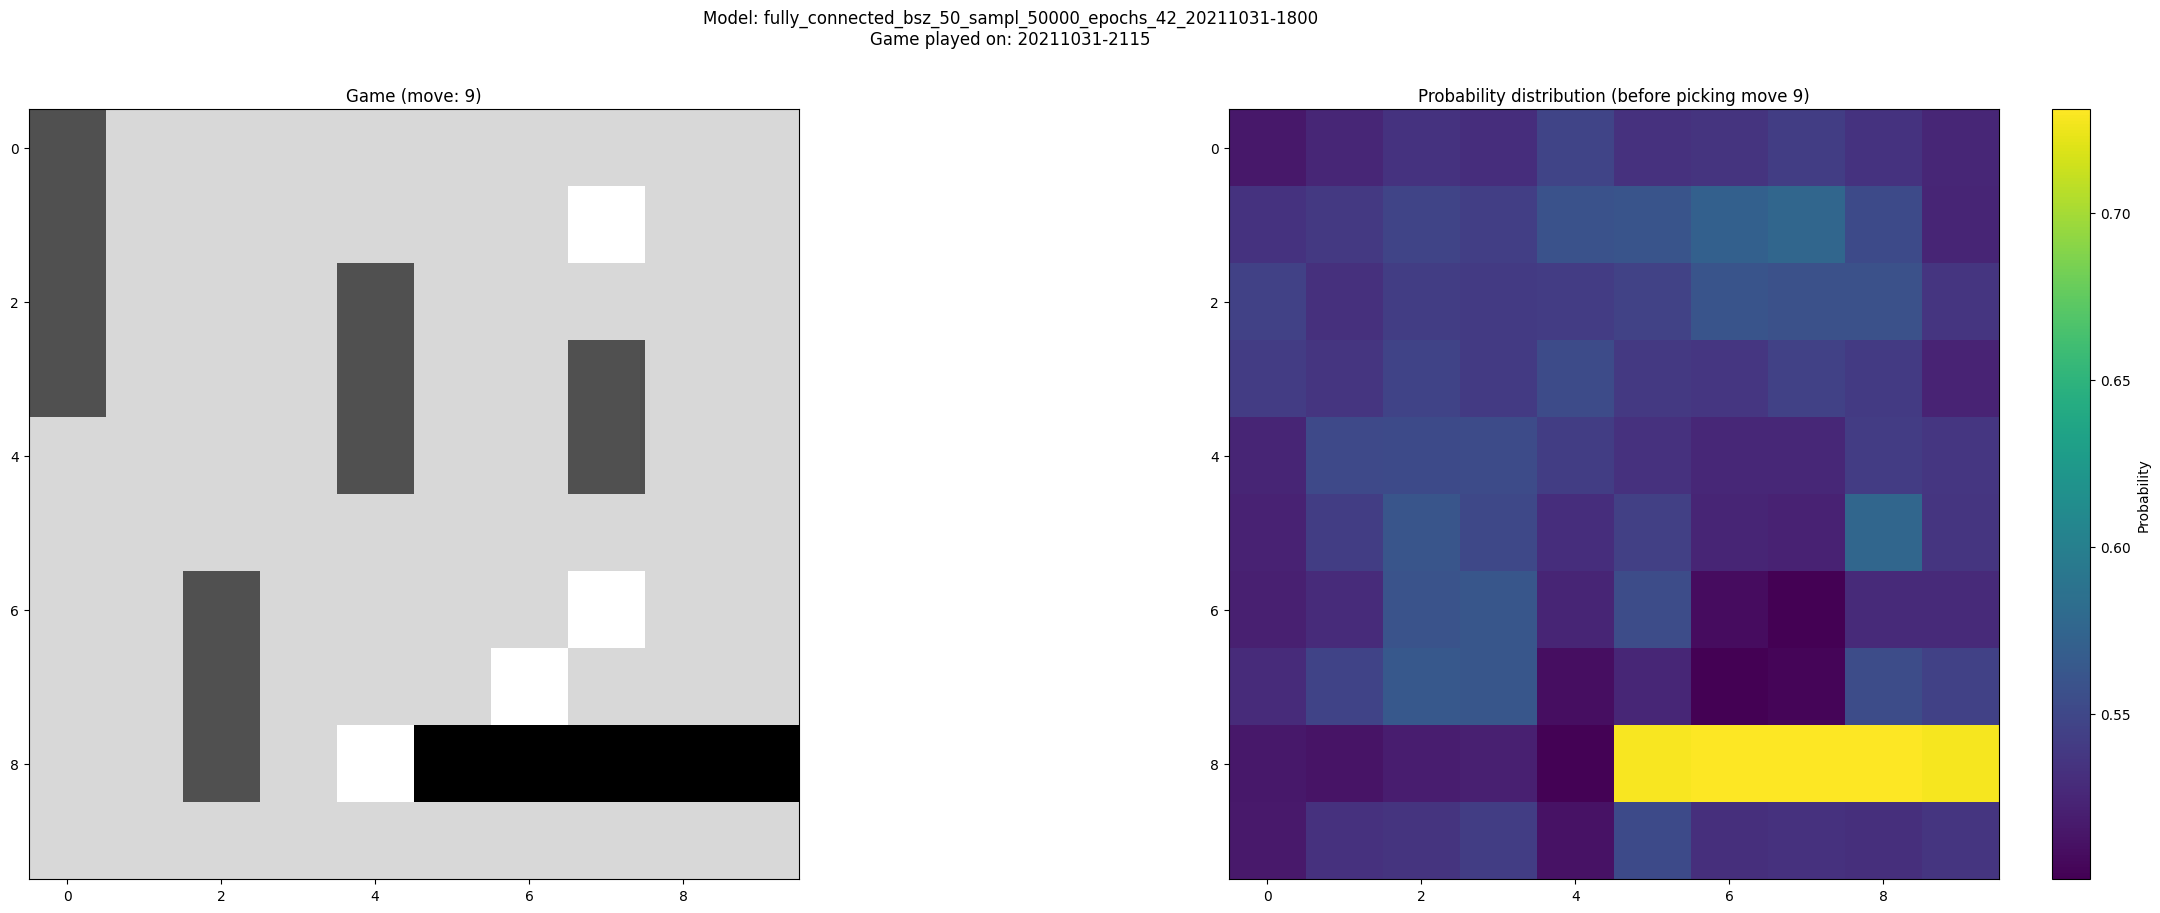 Model: fully_connected_bsz_50_sampl_50000_epochs_42_20211031-1800
Game played on: 20211031-2115
Game (move: 9)
0
2
4
6
8
0 2 4 6 8
Probability distribution (before picking move 9)
0
2
4
6
8
0 2 4 6 8
0.70
0.65
0.60
0.55
Probability